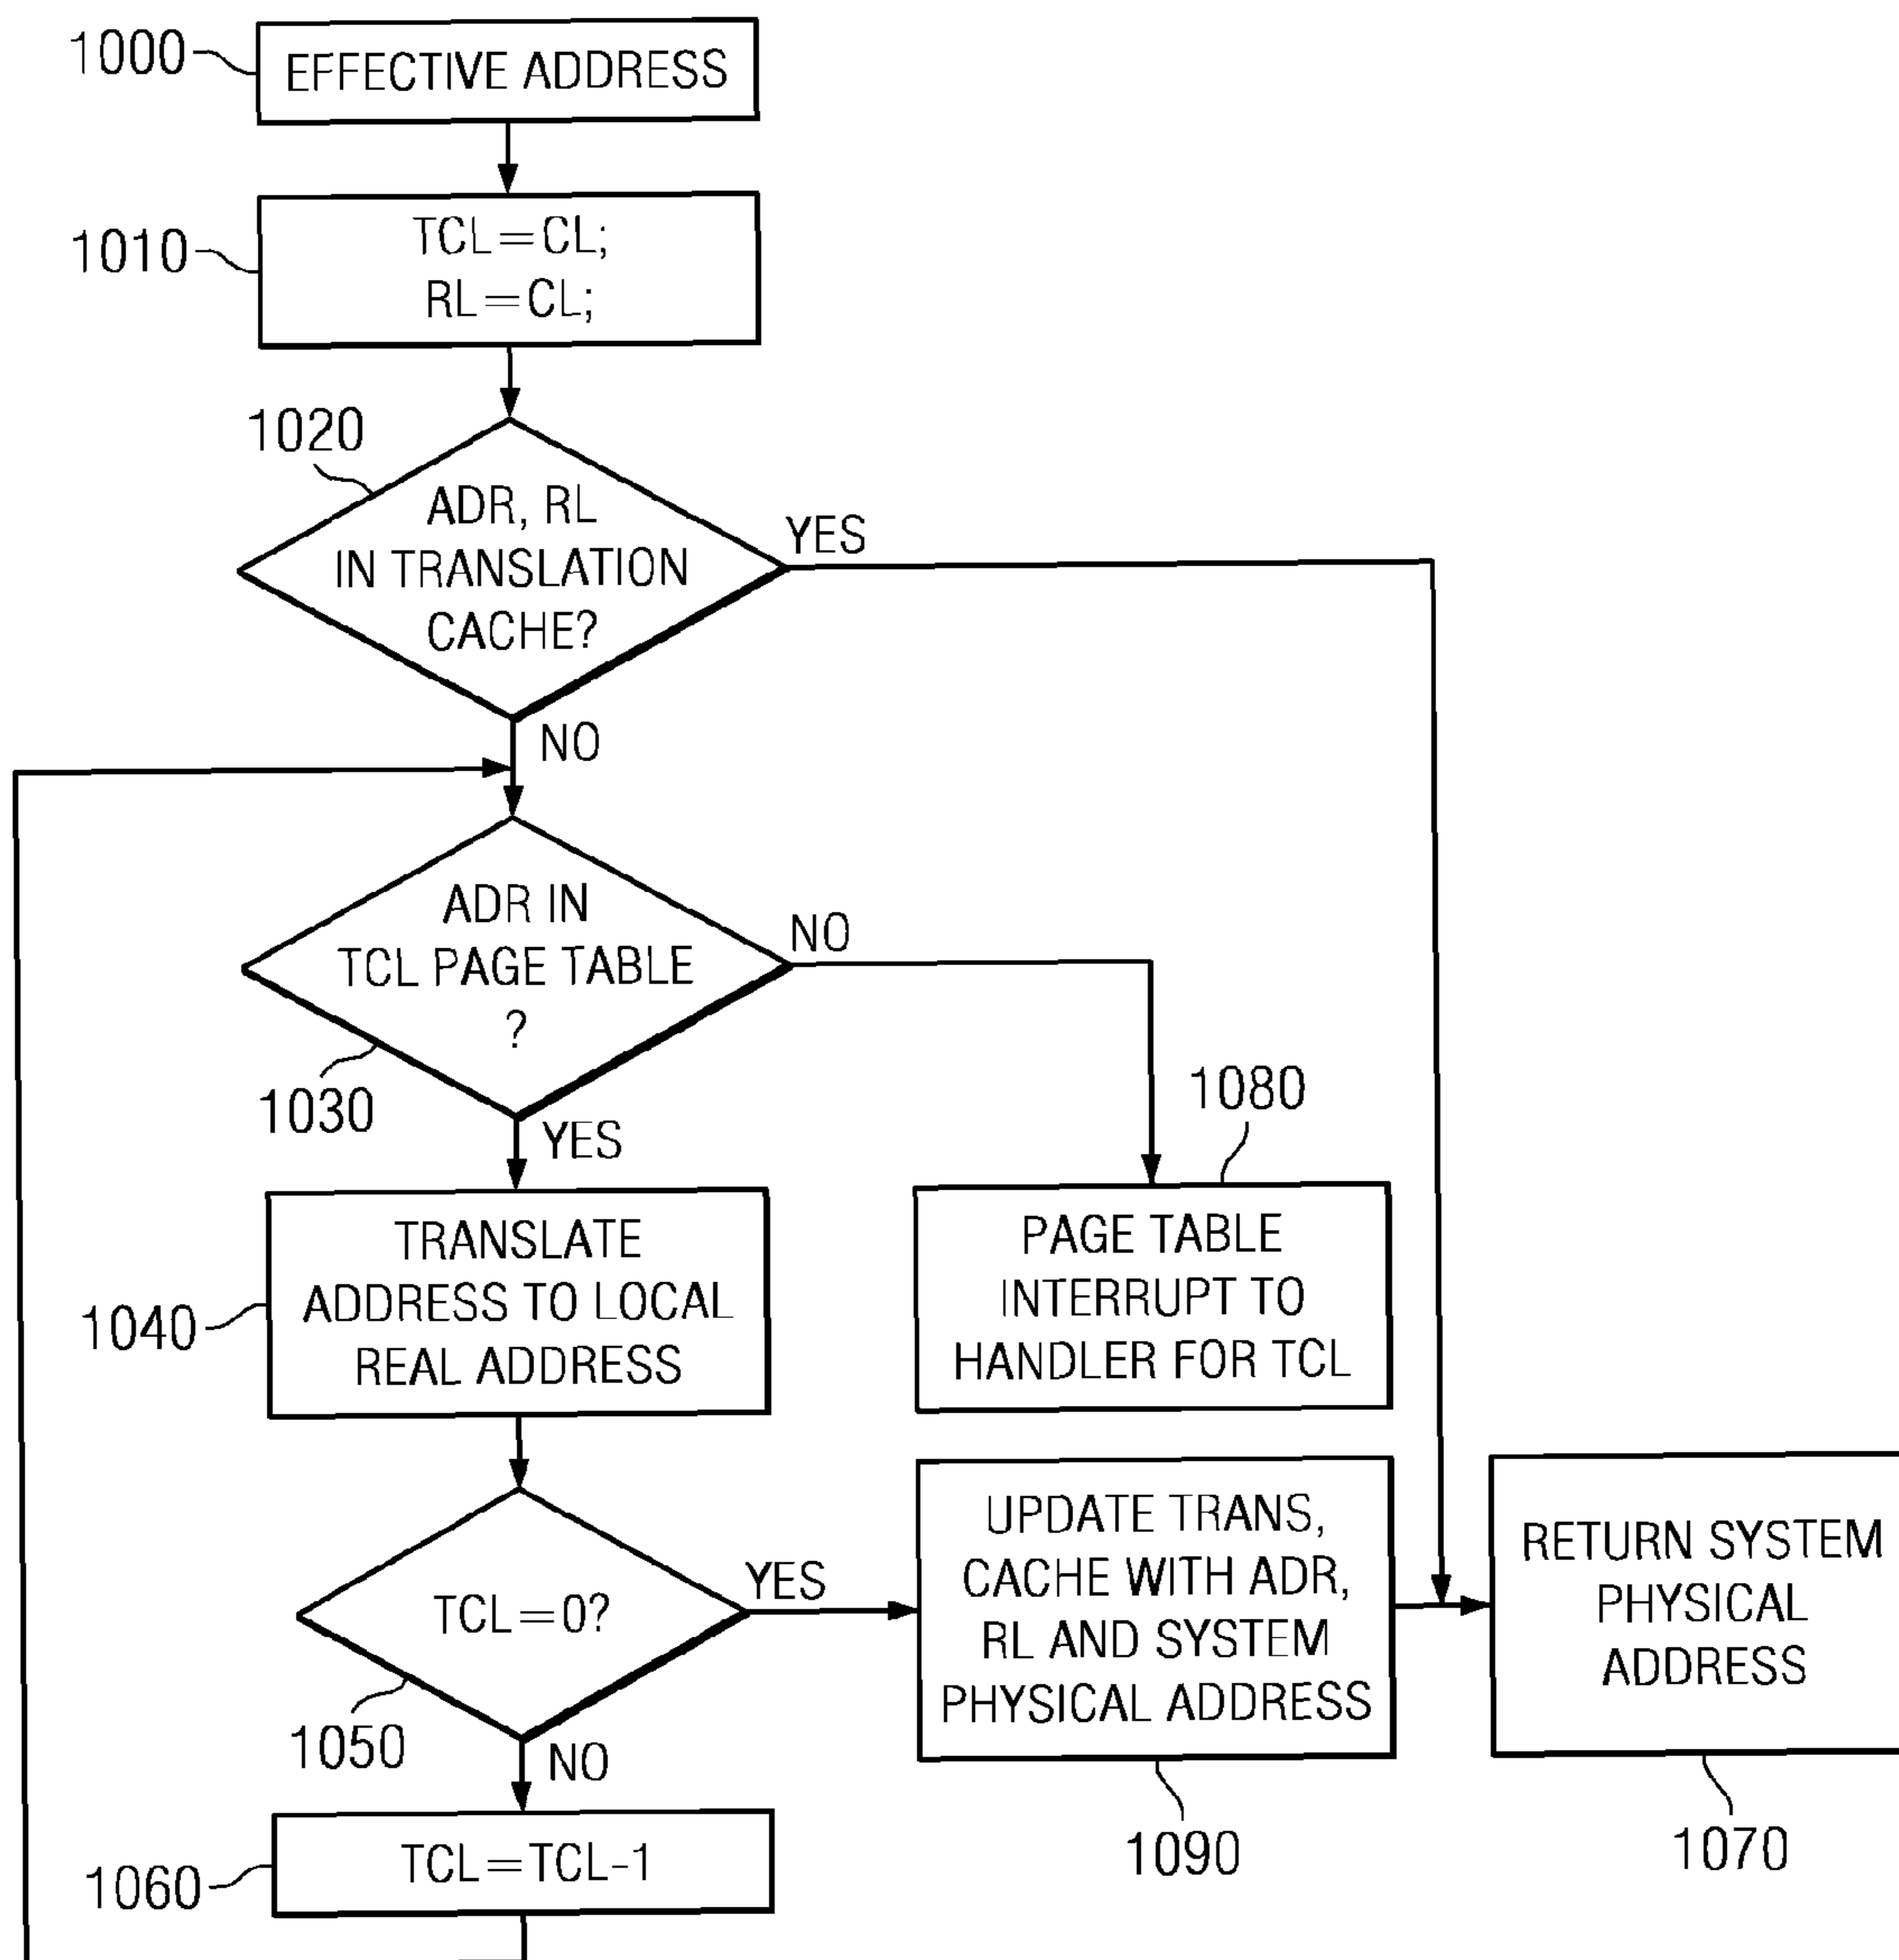 1000
EFFECTIVE ADDRESS
1010
TCL=CL;
RL=CL;
1020
ADR, RL
IN TRANSLATION
CACHE?
YES
NO
ADR IN
TCL PAGE TABLE
?
NO
1030
YES
1080
TRANSLATE
ADDRESS TO LOCAL
REAL ADDRESS
1040
PAGE TABLE
INTERRUPT TO
HANDLER FOR TCL
TCL=0?
YES
1050
NO
UPDATE TRANS,
CACHE WITH ADR,
RL AND SYSTEM
PHYSICAL ADDRESS
1090
RETURN SYSTEM
PHYSICAL
ADDRESS
1070
TCL=TCL-1
1060